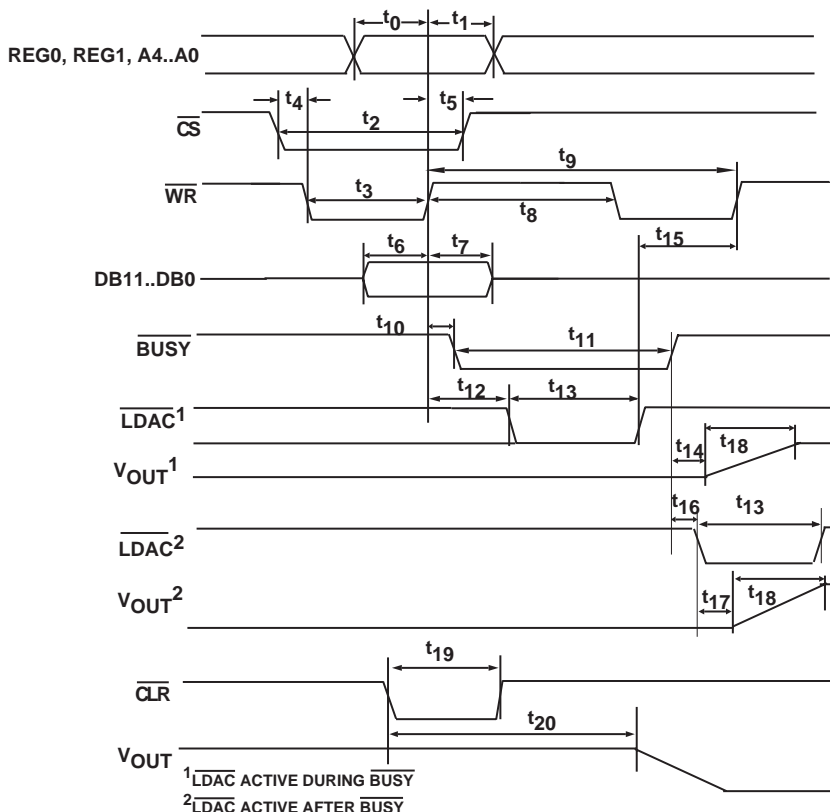 t0 t1
REG0, REG1, A4..A0
t4 t5
t2
CS
t9
t3
WR
t8
t15
t6 t7
DB11..DB0
t10
t11
BUSY
t12 t13
LDAC1
t14 t18
VOUT1
t16 t13
LDAC2
t17 t18
VOUT2
t19
CLR
t20
VOUT
1LDAC ACTIVE DURING BUSY
2LDAC ACTIVE AFTER BUSY